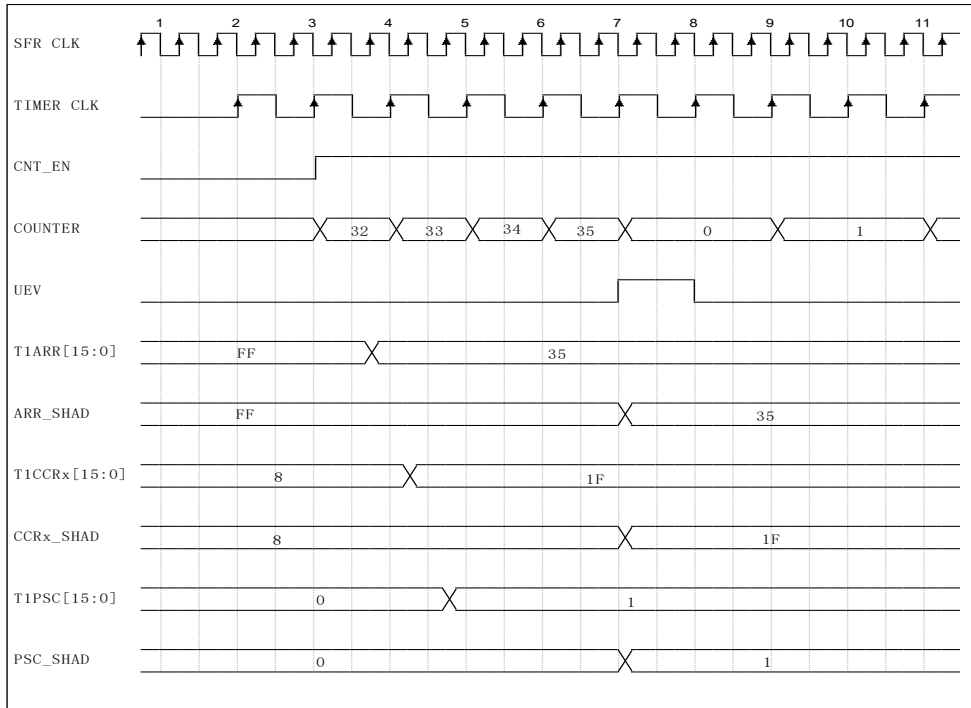 1 2 3 4 5 6 7 8 9 10 11
SFR CLK
TIMER CLK
CNT_EN
COUNTER 32 33 34 35 0 1
UEV
T1ARR[15:0] FF 35
ARR_SHAD FF 35
T1CCRx[15:0] 8 1F
CCRx_SHAD 8 1F
T1PSC[15:0] 0 1
PSC_SHAD 0 1